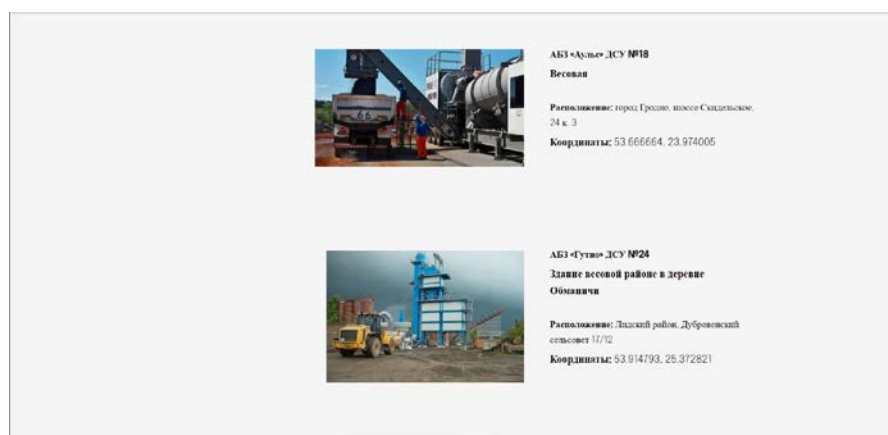 66
АБЗ «Аульс» ДСУ №18
Весовая
Расположение: город Гродно, шоссе Скидельское,
24 к. 3
Координаты: 53.666664, 23.974005
АБЗ «Гутно» ДСУ №24
Здание весовой районе в деревне
Обманичи
Расположение: Лидский район, Дубровенский
сельсовет 17/12
Координаты: 53.914793, 25.372821